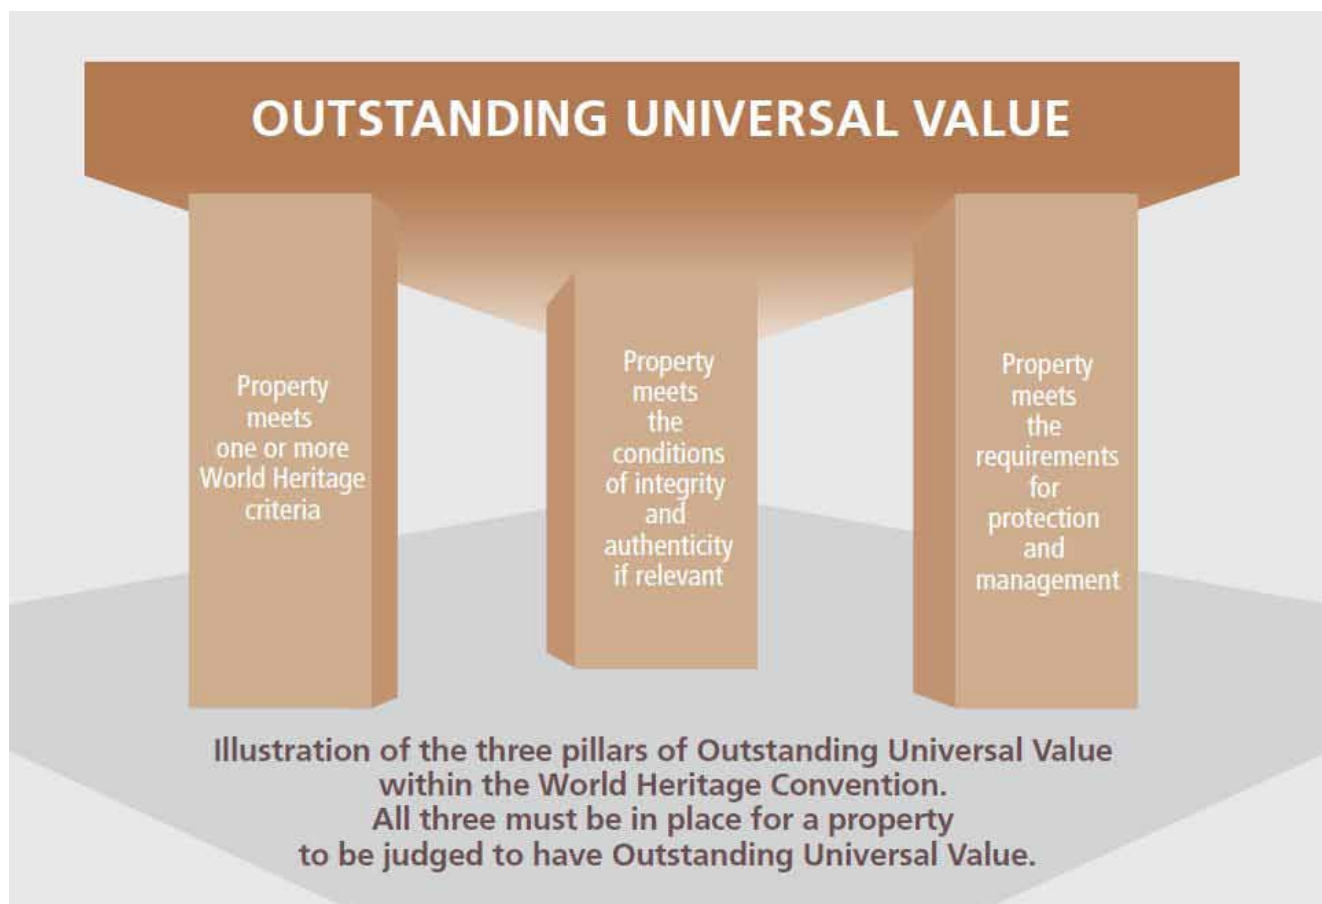 OUTSTANDING UNIVERSAL VALUE
Property
meets
one or more
World Heritage
criteria
Property
meets
the
conditions
of integrity
and
authenticity
if relevant
Property
meets
the
requirements
for
protection
and
management
Illustration of the three pillars of Outstanding Universal Value
within the World Heritage Convention.
All three must be in place for a property
to be judged to have Outstanding Universal Value.